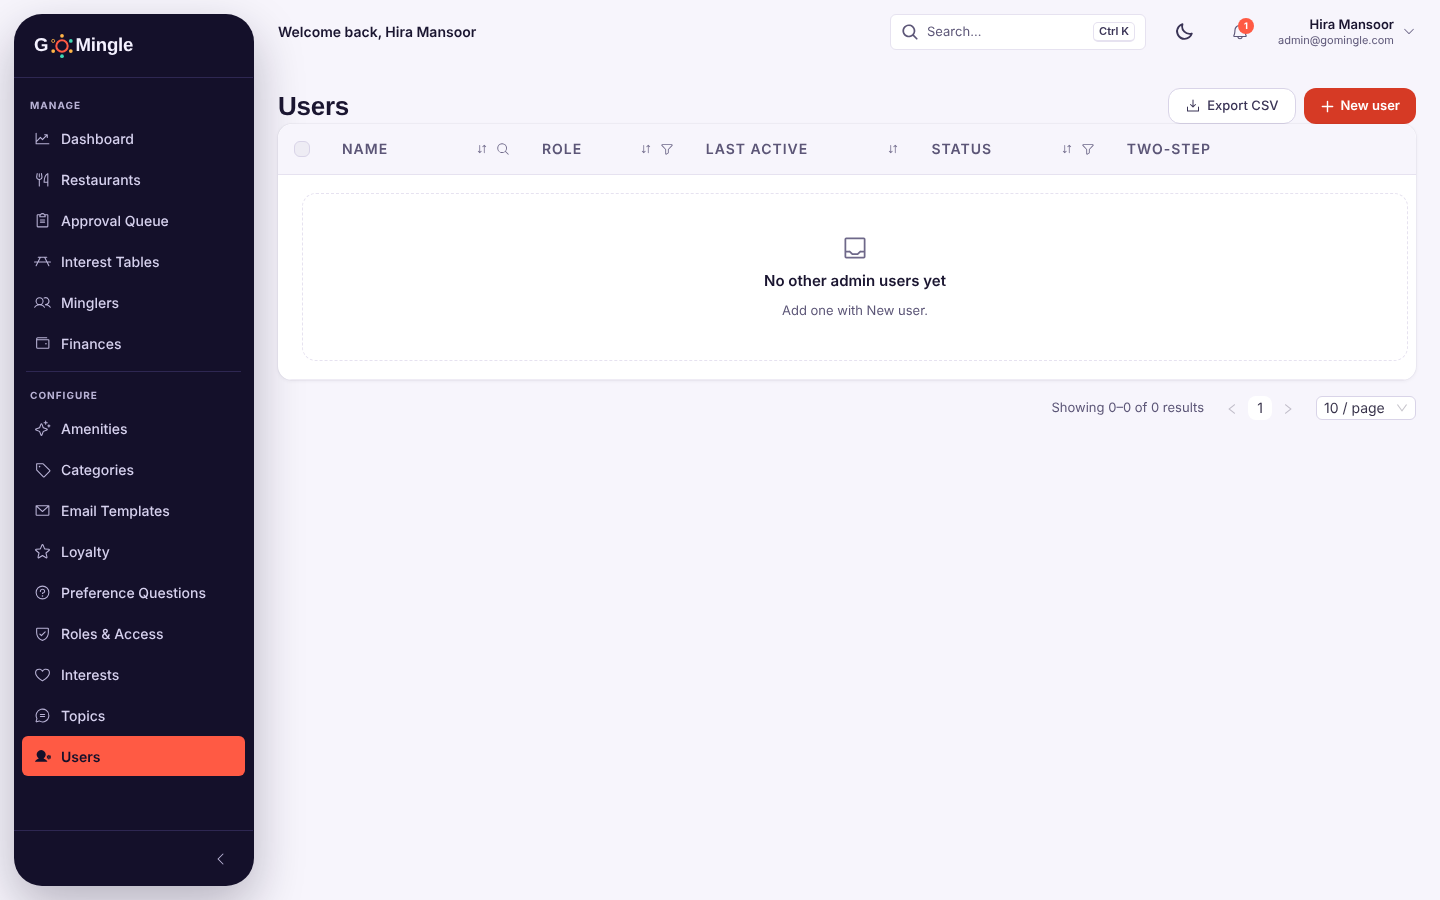 GoMingle
Welcome back, Hira Mansoor
Search...
Ctrl K
1
Hira Mansoor
admin@gomingle.com
MANAGE
Dashboard
Restaurants
Approval Queue
Interest Tables
Minglers
Finances
CONFIGURE
Amenities
Categories
Email Templates
Loyalty
Preference Questions
Roles & Access
Interests
Topics
Users
Users
Export CSV
New user
NAME
ROLE
LAST ACTIVE
STATUS
TWO-STEP
No other admin users yet
Add one with New user.
Showing 0–0 of 0 results
1
10 / page